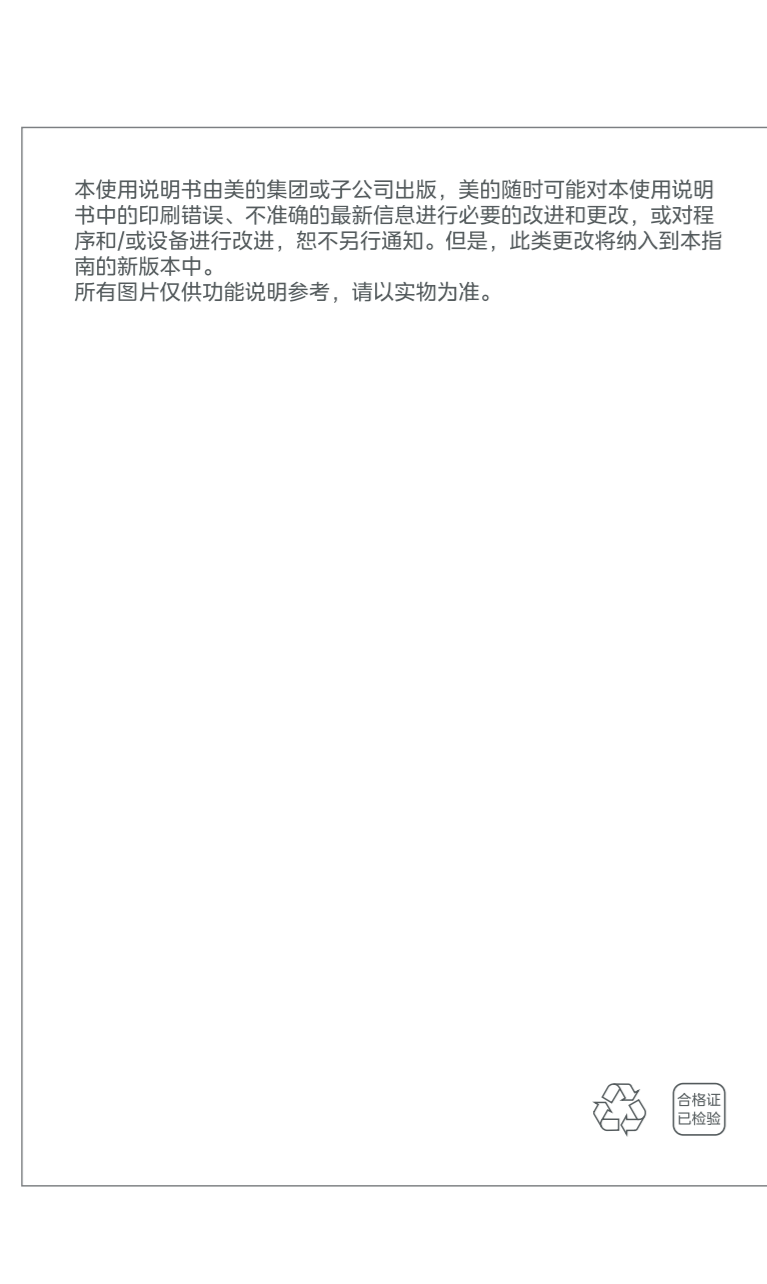 本使用说明书由美的集团或子公司出版，美的随时可能对本使用说明
书中的印刷错误、不准确的最新信息进行必要的改进和更改，或对程
序和/或设备进行改进，恕不另行通知。但是，此类更改将纳入到本指
南的新版本中。
所有图片仅供功能说明参考，请以实物为准。
合格证
已检验